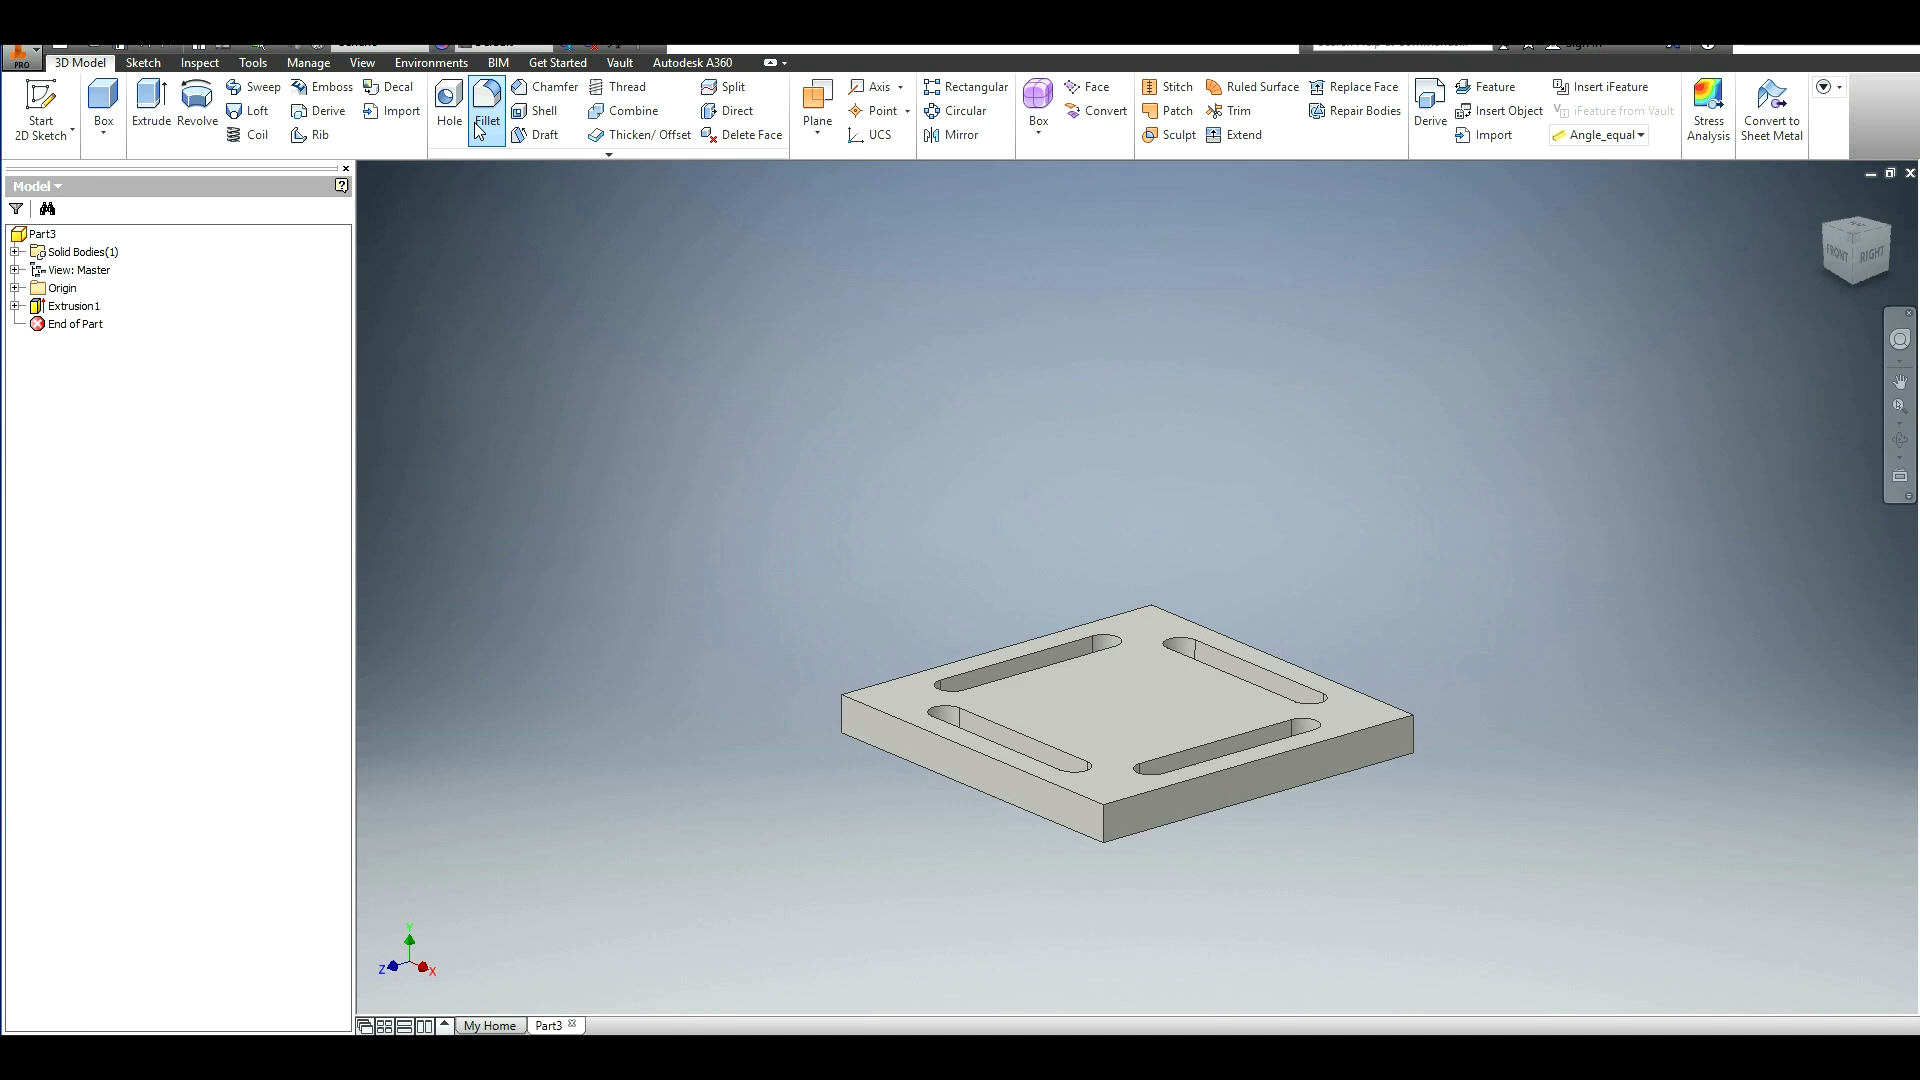 PRO
3D Model Sketch Inspect Tools Manage View Environments BIM Get Started Vault Autodesk A360
Start
2D Sketch
Box
Extrude
Revolve
Sweep Emboss Decal
Loft Derive Import
Coil Rib
Hole
Fillet
Chamfer Thread Split
Shell Combine Direct
Draft Thicken/ Offset Delete Face
Plane
Axis
Point
UCS
Rectangular
Circular
Mirror
Box
Face
Convert
Stitch Ruled Surface Replace Face
Patch Trim Repair Bodies
Sculpt Extend
Derive
Feature Insert iFeature
Insert Object iFeature from Vault
Import Angle_equal
Stress
Analysis
Convert to
Sheet Metal
Model
Part3
Solid Bodies(1)
View: Master
Origin
Extrusion1
End of Part
FRONT RIGHT
Y
Z X
My Home Part3